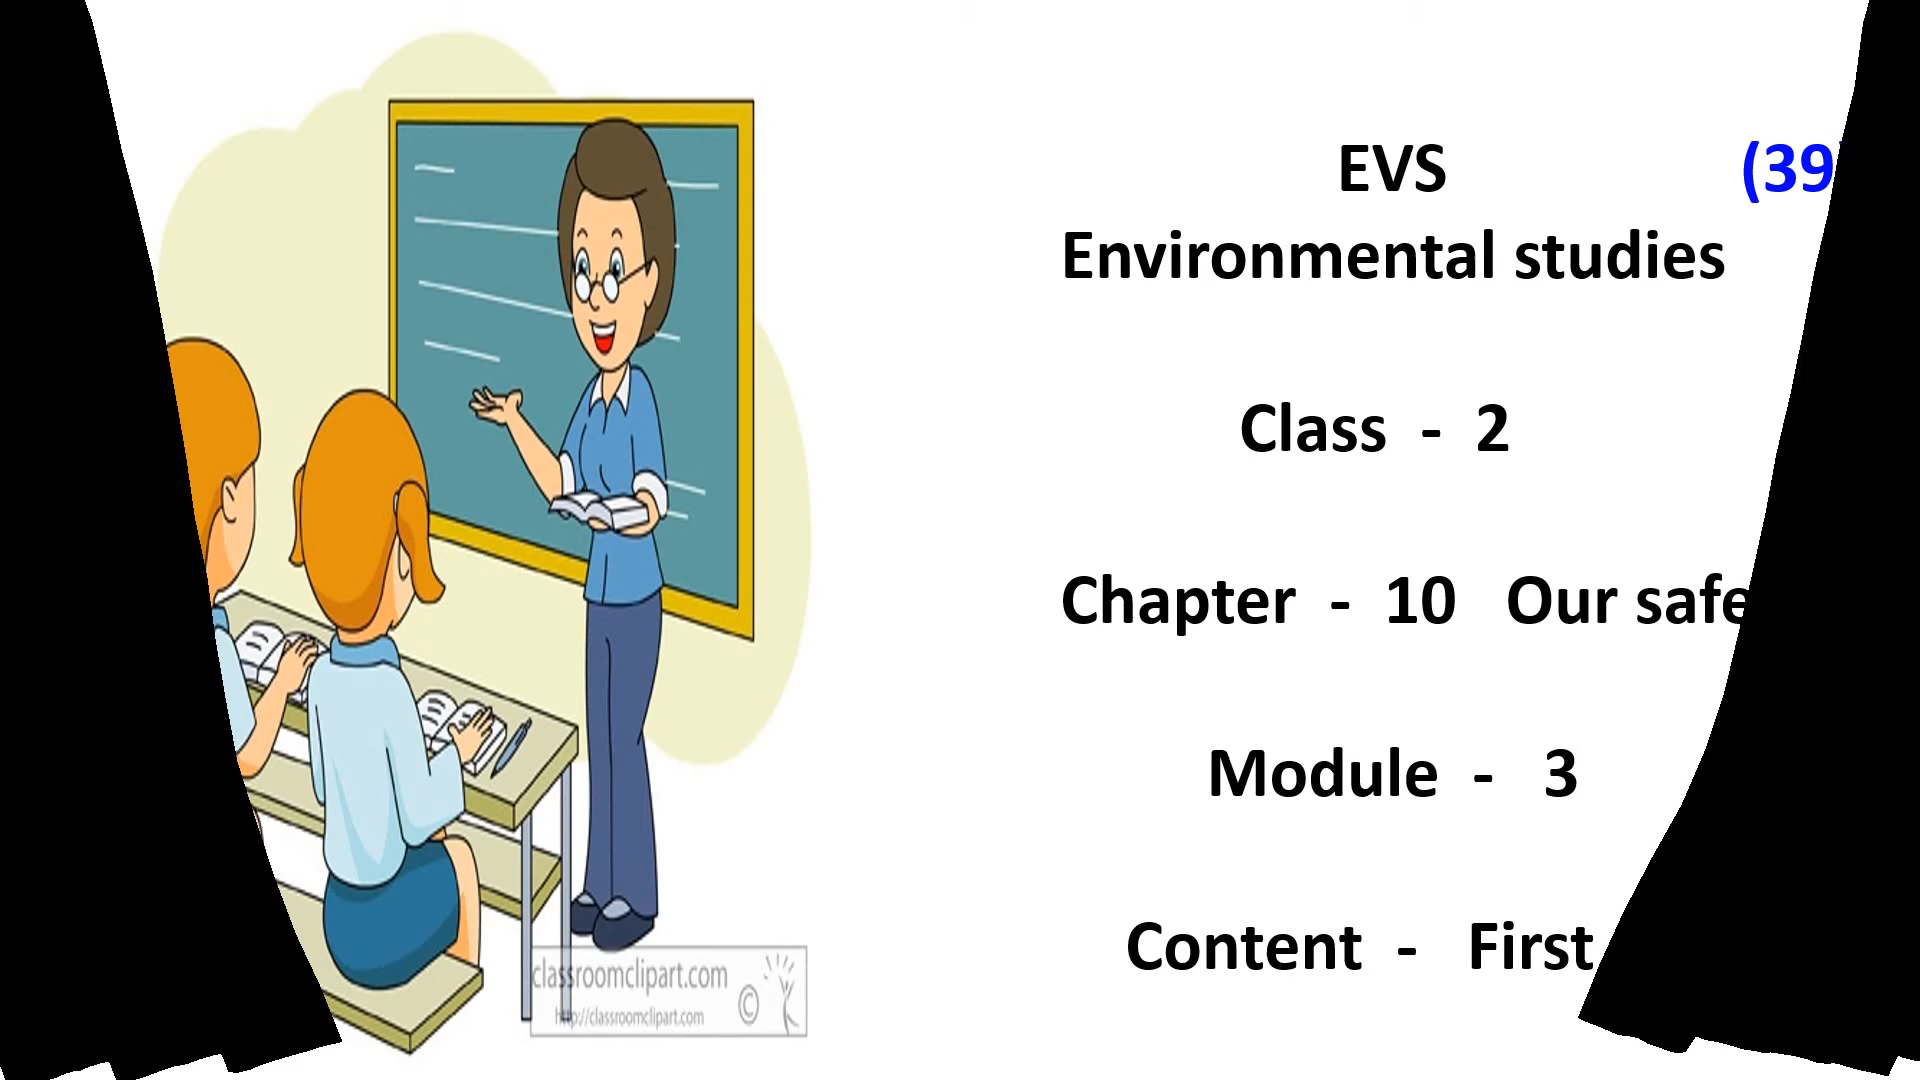 EVS (39
Environmental studies
Class - 2
Chapter - 10 Our safe
Module - 3
Content - First
classroomclipart.com
©
http://classroomclipart.com